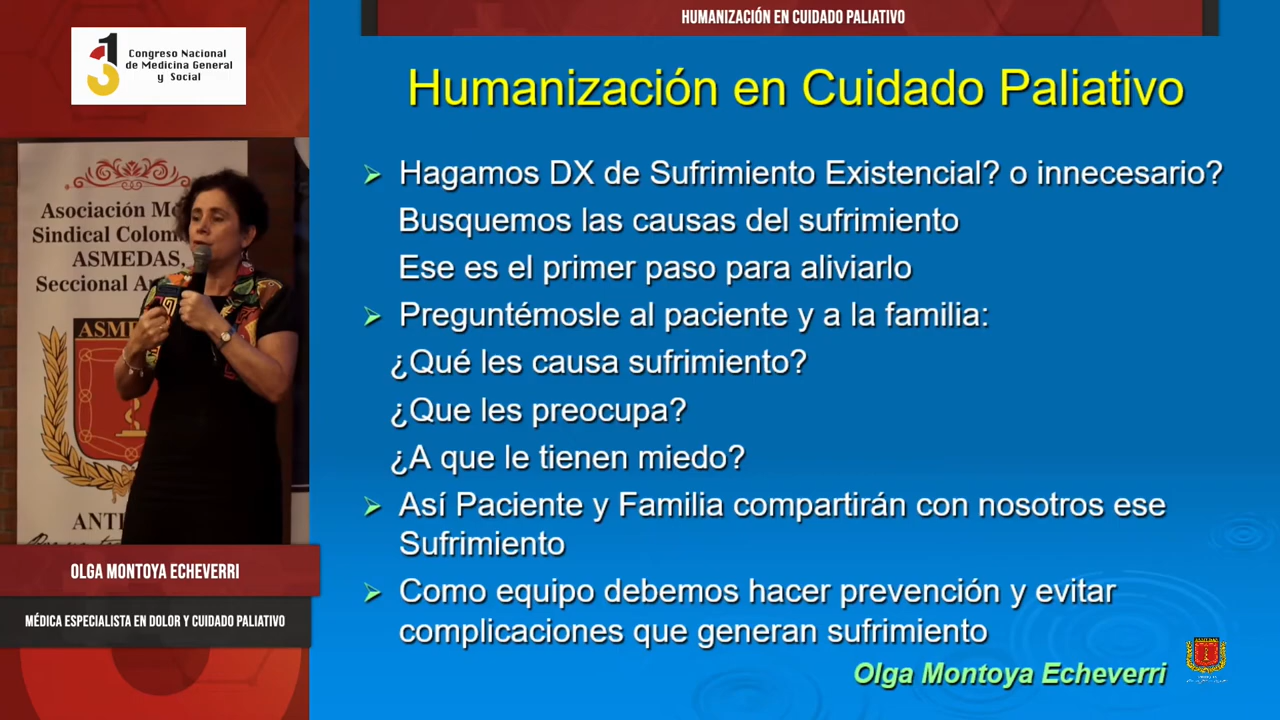 HUMANIZACIÓN EN CUIDADO PALIATIVO
Congreso Nacional
de Medicina General
y Social
13
Humanización en Cuidado Paliativo
Hagamos DX de Sufrimiento Existencial? o innecesario?
Busquemos las causas del sufrimiento
Ese es el primer paso para aliviarlo
Preguntémosle al paciente y a la familia:
¿Qué les causa sufrimiento?
¿Que les preocupa?
¿A que le tienen miedo?
Así Paciente y Familia compartirán con nosotros ese
Sufrimiento
Como equipo debemos hacer prevención y evitar
complicaciones que generan sufrimiento
Olga Montoya Echeverri
Asociación
Sindical
ASMEDAS,
Seccional
OLGA MONTOYA ECHEVERRI
MÉDICA ESPECIALISTA EN DOLOR Y CUIDADO PALIATIVO